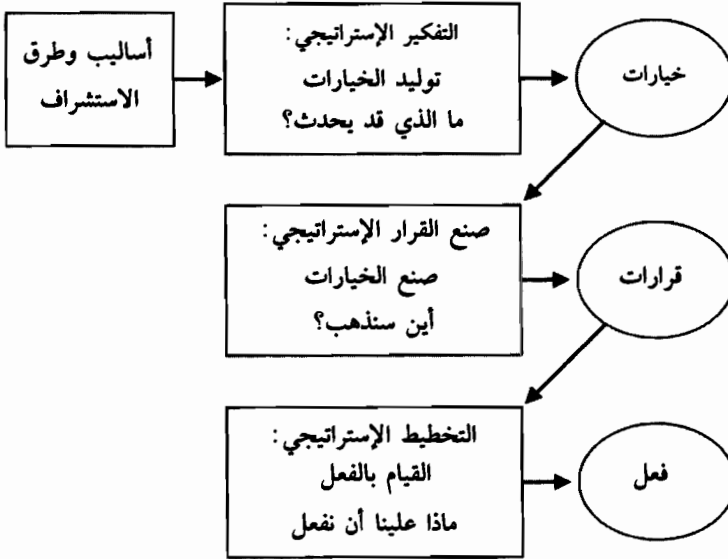 أساليب وطرق
الاستشراف
التفكير الإستراتيجي:
توليد الخيارات
ما الذي قد يحدث؟
خيارات
صنع القرار الإستراتيجي:
صنع الخيارات
أين سنذهب؟
قرارات
التخطيط الإستراتيجي:
القيام بالفعل
ماذا علينا أن نفعل
فعل